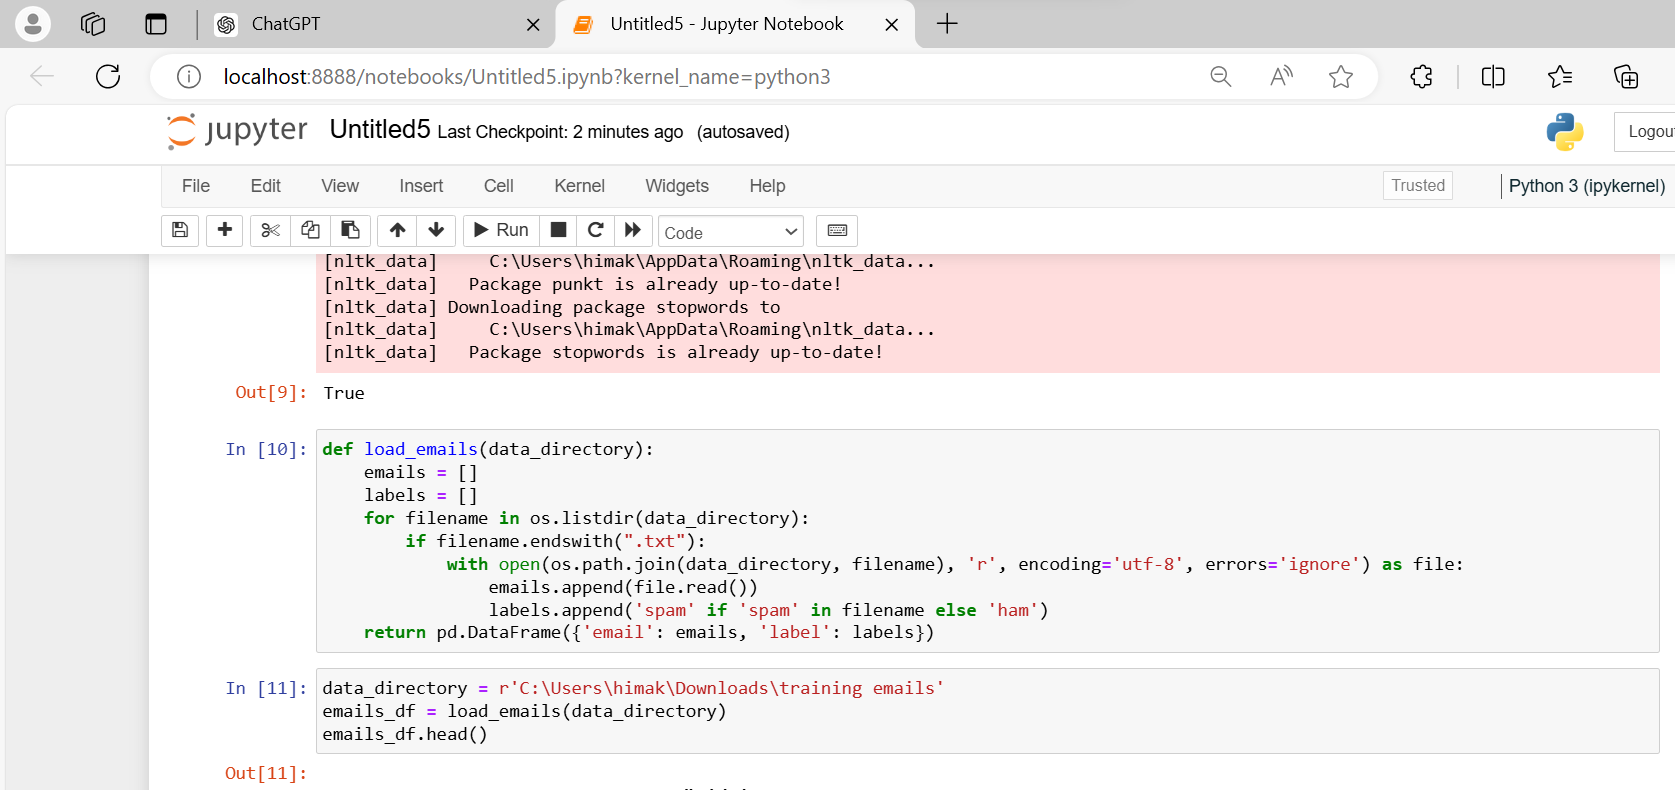 ChatGPT
Untitled5 - Jupyter Notebook
localhost:8888/notebooks/Untitled5.ipynb?kernel_name=python3
jupyter Untitled5 Last Checkpoint: 2 minutes ago (autosaved)
Logou
File Edit View Insert Cell Kernel Widgets Help Trusted Python 3 (ipykernel)
Run Code
[nltk_data]     C:\Users\himak\AppData\Roaming\nltk_data...
[nltk_data]   Package punkt is already up-to-date!
[nltk_data] Downloading package stopwords to
[nltk_data]     C:\Users\himak\AppData\Roaming\nltk_data...
[nltk_data]   Package stopwords is already up-to-date!
Out[9]: True
In [10]: def load_emails(data_directory):
    emails = []
    labels = []
    for filename in os.listdir(data_directory):
        if filename.endswith(".txt"):
            with open(os.path.join(data_directory, filename), 'r', encoding='utf-8', errors='ignore') as file:
                emails.append(file.read())
                labels.append('spam' if 'spam' in filename else 'ham')
    return pd.DataFrame({'email': emails, 'label': labels})
In [11]: data_directory = r'C:\Users\himak\Downloads\training emails'
emails_df = load_emails(data_directory)
emails_df.head()
Out[11]: